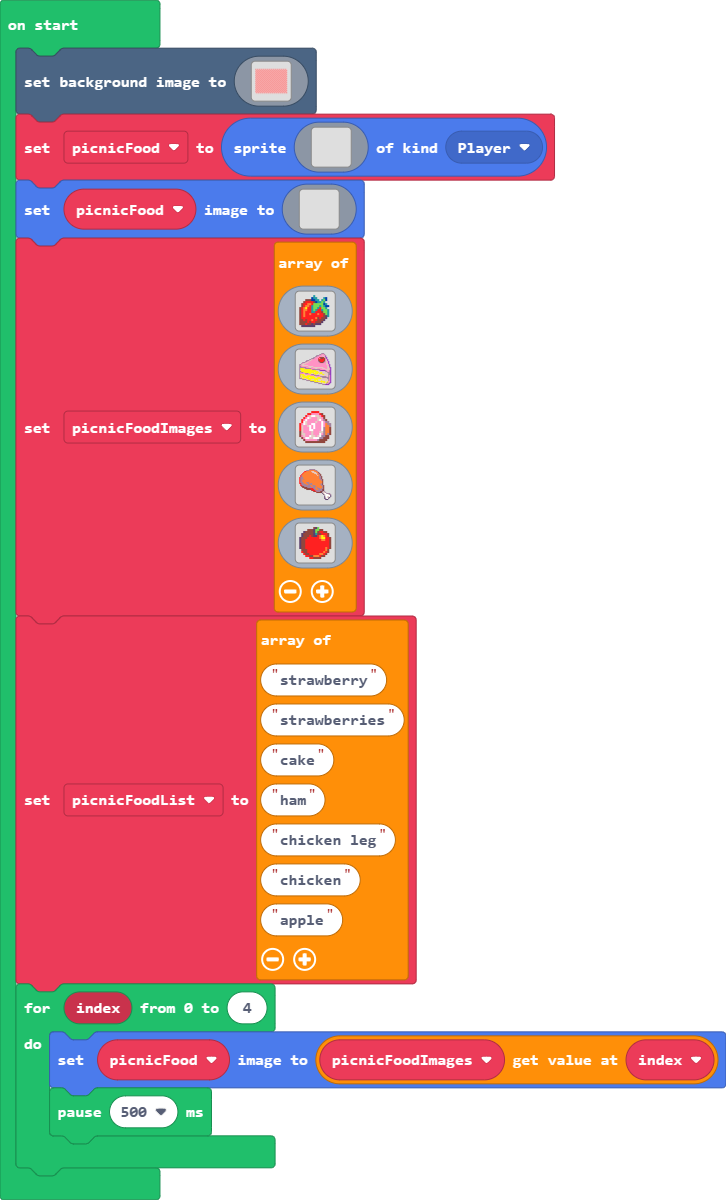 on start
set background image to
set picnicFood to sprite of kind Player
set picnicFood image to
array of
set picnicFoodImages to
array of
"strawberry"
"strawberries"
"cake"
set picnicFoodList to "ham"
"chicken leg"
"chicken"
"apple"
for index from 0 to 4
do
set picnicFood image to picnicFoodImages get value at index
pause 500 ms